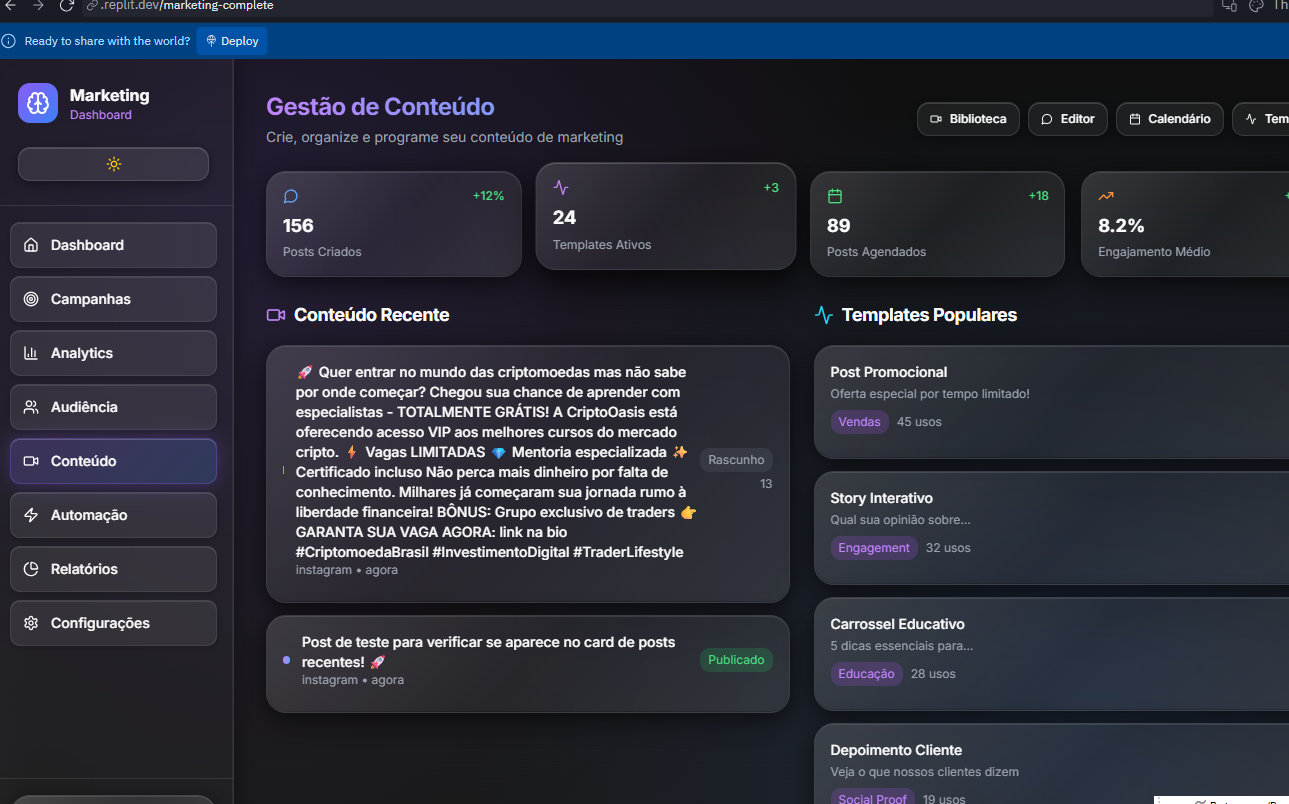 .replit.dev/marketing-complete
Ready to share with the world?
Deploy
Marketing
Dashboard
Dashboard
Campanhas
Analytics
Audiência
Conteúdo
Automação
Relatórios
Configurações
Gestão de Conteúdo
Crie, organize e programe seu conteúdo de marketing
Biblioteca
Editor
Calendário
+12%
156
Posts Criados
+3
24
Templates Ativos
+18
89
Posts Agendados
8.2%
Engajamento Médio
Conteúdo Recente
🚀 Quer entrar no mundo das criptomoedas mas não sabe
por onde começar? Chegou sua chance de aprender com
especialistas - TOTALMENTE GRÁTIS! A CriptoOasis está
oferecendo acesso VIP aos melhores cursos do mercado
cripto. ⚡ Vagas LIMITADAS 💎 Mentoria especializada ✨
Certificado incluso Não perca mais dinheiro por falta de
conhecimento. Milhares já começaram sua jornada rumo à
liberdade financeira! BÔNUS: Grupo exclusivo de traders 👉
GARANTA SUA VAGA AGORA: link na bio
#CriptomoedaBrasil #InvestimentoDigital #TraderLifestyle
instagram • agora
Rascunho
13
Post de teste para verificar se aparece no card de posts
recentes! 🚀
instagram • agora
Publicado
Templates Populares
Post Promocional
Oferta especial por tempo limitado!
Vendas
45 usos
Story Interativo
Qual sua opinião sobre...
Engagement
32 usos
Carrossel Educativo
5 dicas essenciais para...
Educação
28 usos
Depoimento Cliente
Veja o que nossos clientes dizem
Social Proof
19 usos